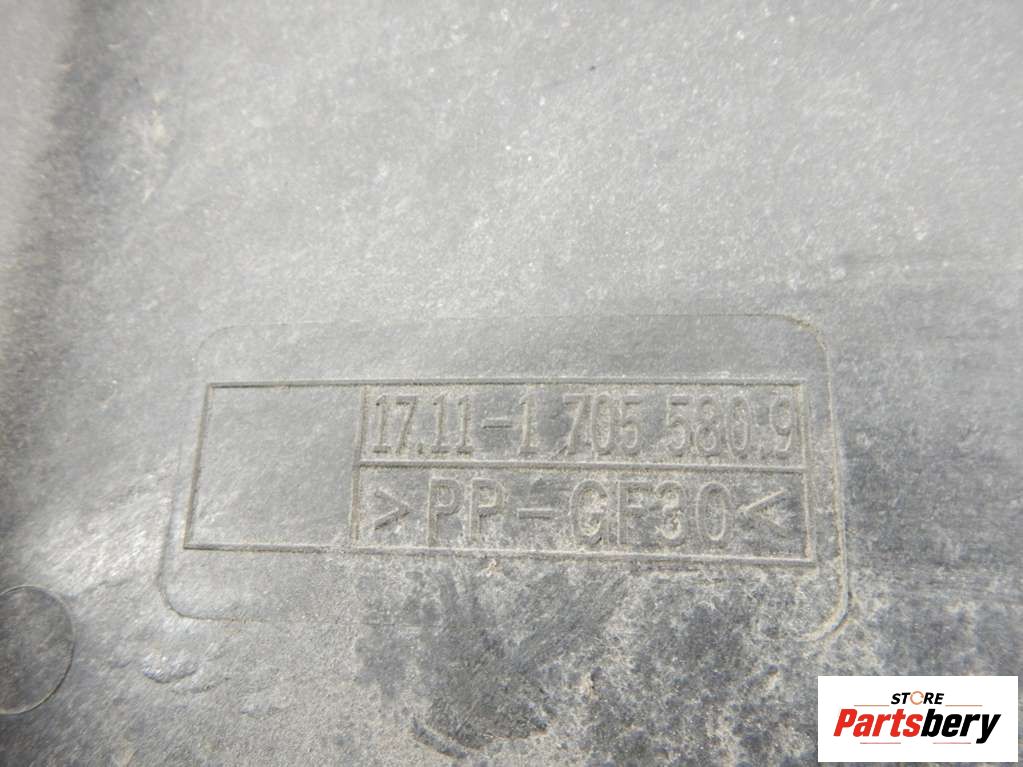 17.11-1 705 580.9
>PP-GF30<
STORE
Partsbery